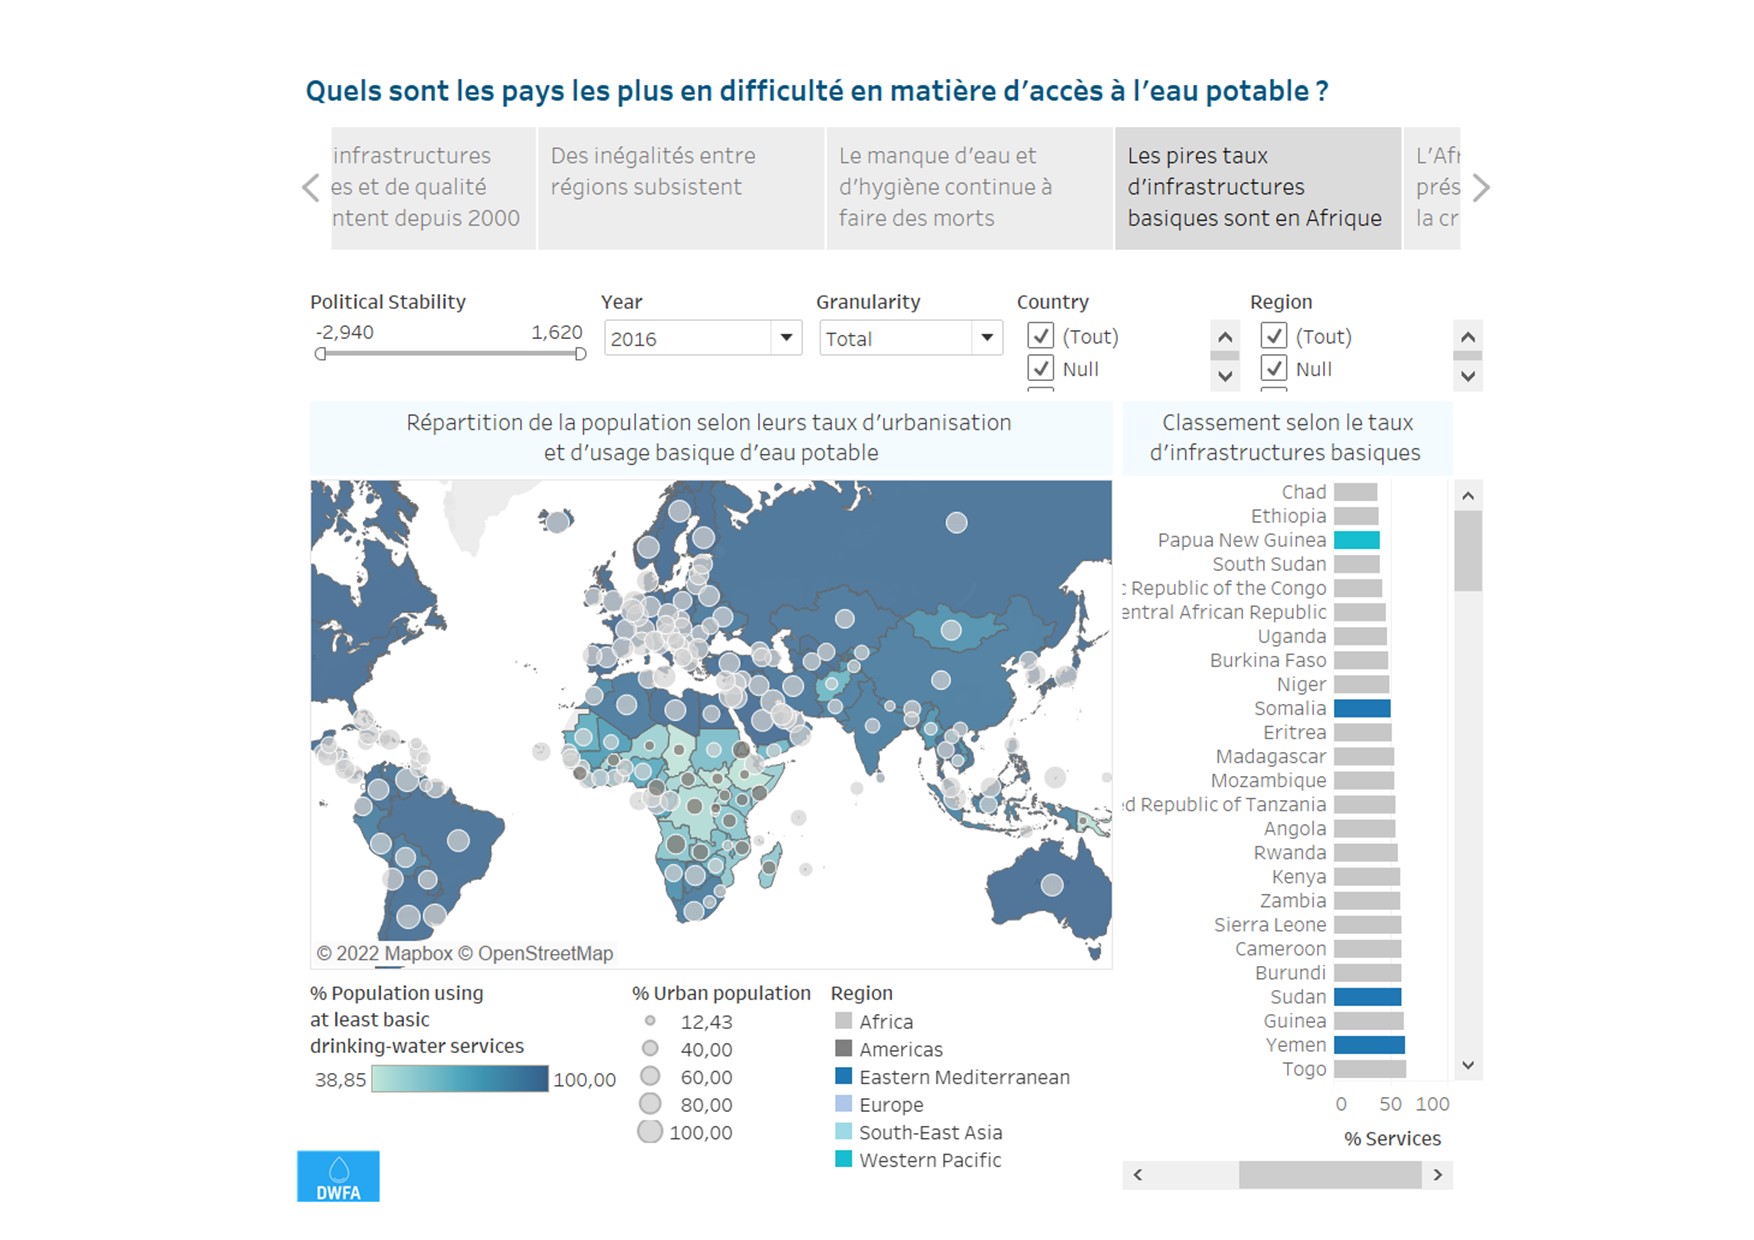 Quels sont les pays les plus en difficulté en matière d'accès à l'eau potable ?
infrastructures
es et de qualité
ntent depuis 2000
Des inégalités entre
régions subsistent
Le manque d'eau et
d'hygiène continue à
faire des morts
Les pires taux
d'infrastructures
basiques sont en Afrique
L'Afr
prés
la cr
Political Stability
-2,940 1,620
Year
2016
Granularity
Total
Country
(Tout)
Null
Region
(Tout)
Null
Répartition de la population selon leurs taux d'urbanisation
et d'usage basique d'eau potable
© 2022 Mapbox © OpenStreetMap
Classement selon le taux
d'infrastructures basiques
Chad
Ethiopia
Papua New Guinea
South Sudan
c Republic of the Congo
entral African Republic
Uganda
Burkina Faso
Niger
Somalia
Eritrea
Madagascar
Mozambique
ed Republic of Tanzania
Angola
Rwanda
Kenya
Zambia
Sierra Leone
Cameroon
Burundi
Sudan
Guinea
Yemen
Togo
0 50 100
% Services
% Population using
at least basic
drinking-water services
38,85 100,00
% Urban population
12,43
40,00
60,00
80,00
100,00
Region
Africa
Americas
Eastern Mediterranean
Europe
South-East Asia
Western Pacific
DWFA